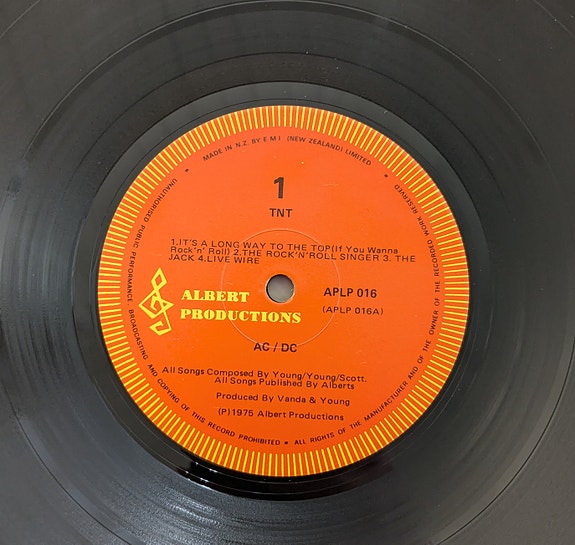 MADE IN N.Z. BY E M I (NEW ZEALAND) LIMITED
1
TNT
1.IT'S A LONG WAY TO THE TOP(If You Wanna
Rock'n' Roll) 2.THE ROCK'N'ROLL SINGER 3. THE
JACK 4.LIVE WIRE
ALBERT
PRODUCTIONS
APLP 016
(APLP 016A)
AC / DC
All Songs Composed By Young/Young/Scott.
All Songs Published By Alberts
Produced By Vanda & Young
(P)1975 Albert Productions
UNAUTHORISED PUBLIC PERFORMANCE, BROADCASTING AND COPYING OF THIS RECORD PROHIBITED • ALL RIGHTS OF THE MANUFACTURER AND OF THE OWNER OF THE RECORDED WORK RESERVED